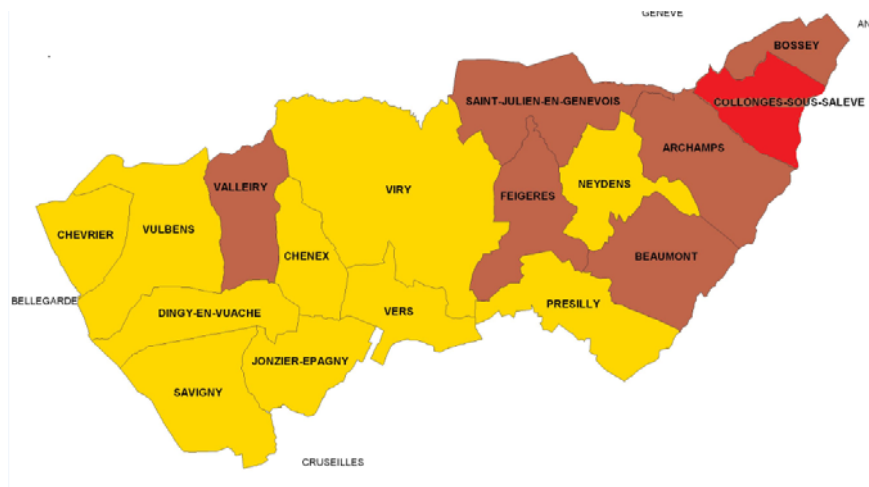 GENEVE
AN
BOSSEY
SAINT-JULIEN-EN-GENEVOIS
COLLONGES-SOUS-SALEVE
ARCHAMPS
VALLEIRY
VIRY
NEYDENS
FEIGERES
CHEVRIER
VULBENS
CHENEX
BEAUMONT
BELLEGARDE
DINGY-EN-VUACHE
VERS
PRESILLY
JONZIER-EPAGNY
SAVIGNY
CRUSEILLES